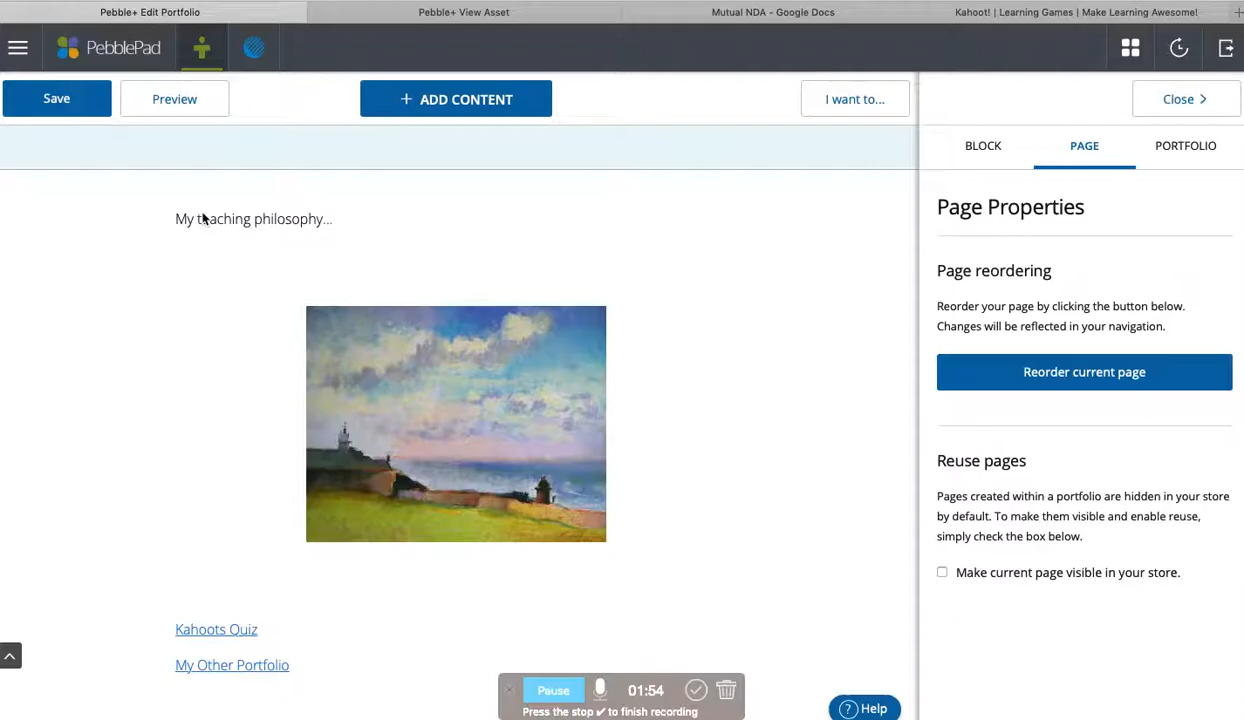 Pebble+ Edit Portfolio
Pebble+ View Asset
Mutual NDA - Google Docs
Kahoot! | Learning Games | Make Learning Awesome!
PebblePad
Save
Preview
+ ADD CONTENT
I want to...
Close
BLOCK
PAGE
PORTFOLIO
Page Properties
Page reordering
Reorder your page by clicking the button below.
Changes will be reflected in your navigation.
Reorder current page
Reuse pages
Pages created within a portfolio are hidden in your store
by default. To make them visible and enable reuse,
simply check the box below.
Make current page visible in your store.
My teaching philosophy...
Kahoots Quiz
My Other Portfolio
Pause
01:54
Press the stop ✔ to finish recording
? Help